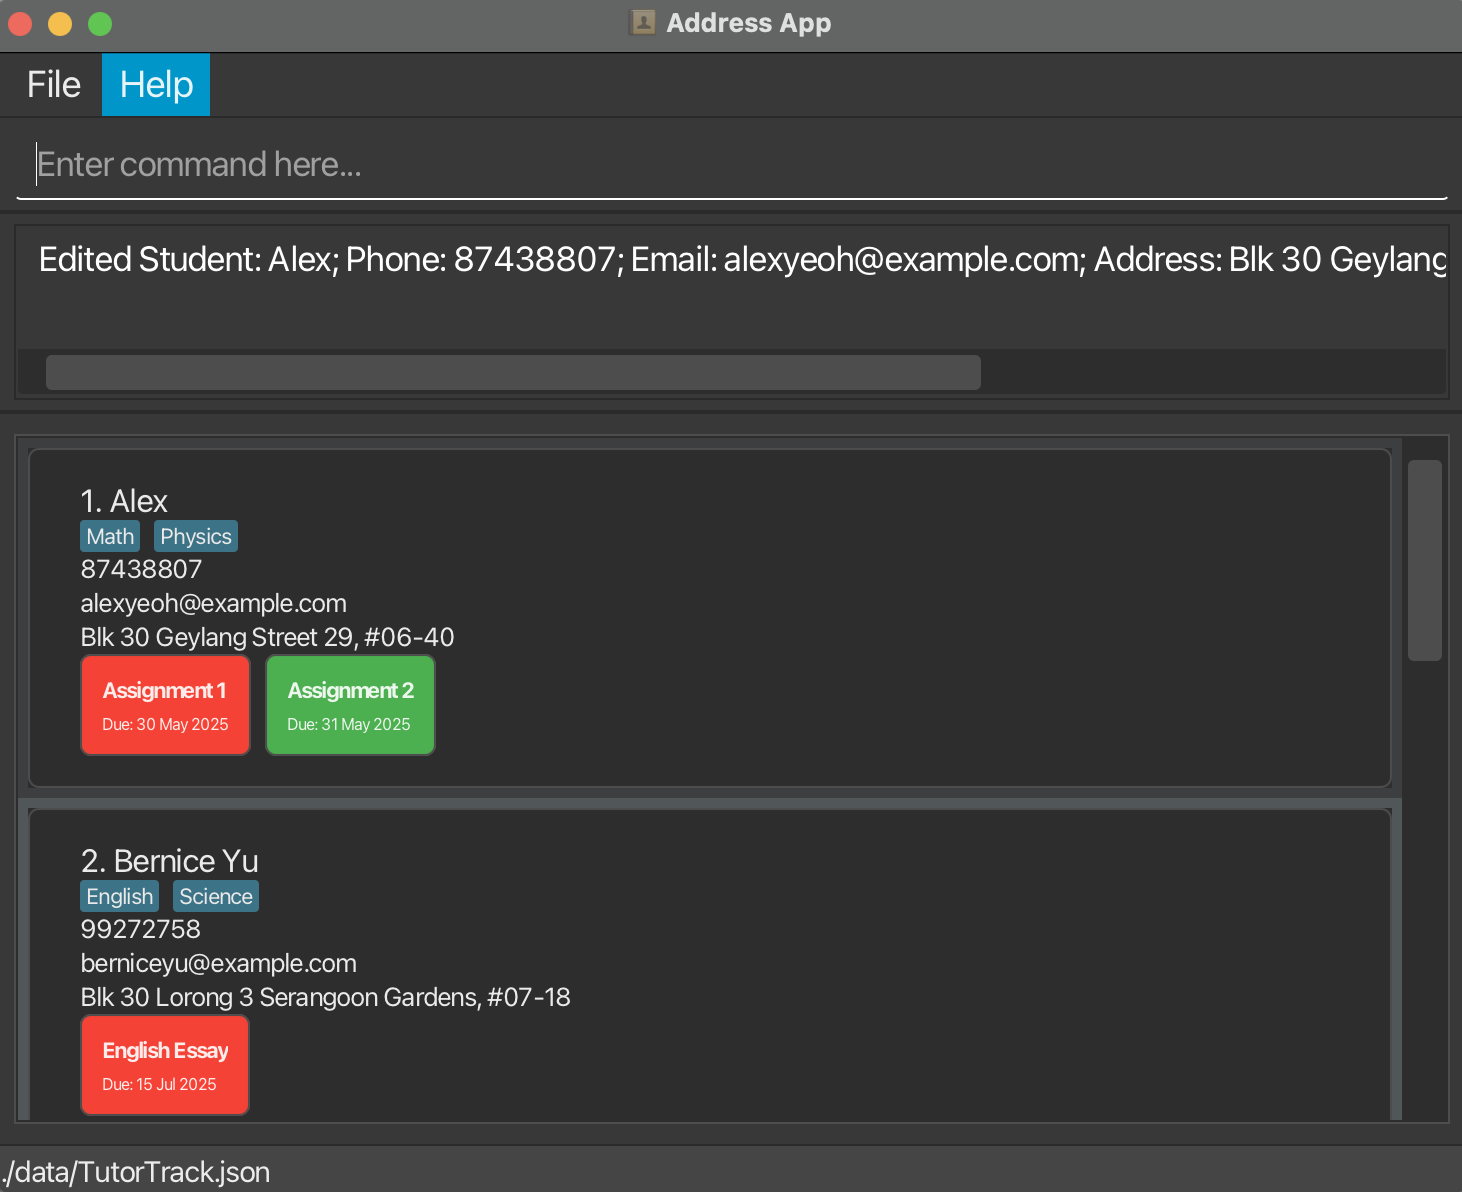 Address App
File Help
Enter command here...
Edited Student: Alex; Phone: 87438807; Email: alexyeoh@example.com; Address: Blk 30 Geylang
1. Alex
Math Physics
87438807
alexyeoh@example.com
Blk 30 Geylang Street 29, #06-40
Assignment 1 Assignment 2
Due: 30 May 2025 Due: 31 May 2025
2. Bernice Yu
English Science
99272758
berniceyu@example.com
Blk 30 Lorong 3 Serangoon Gardens, #07-18
English Essay
Due: 15 Jul 2025
./data/TutorTrack.json